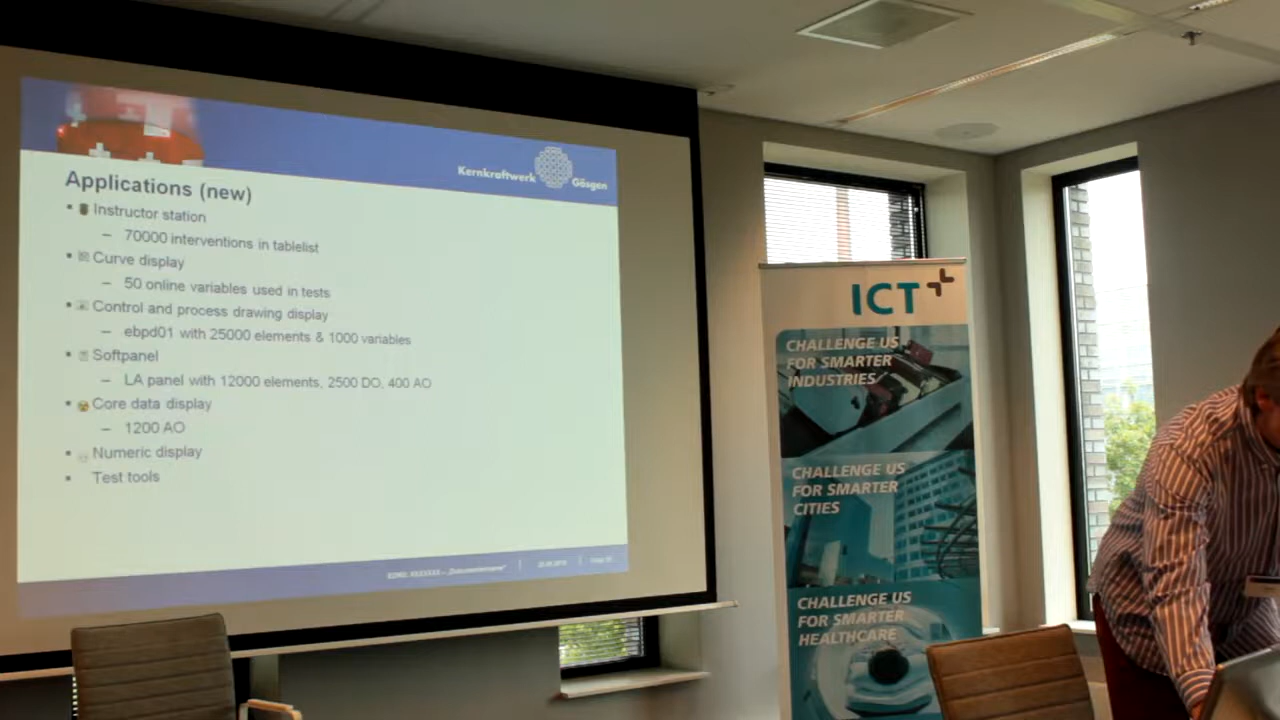 Kernkraftwerk Gösgen
Applications (new)
Instructor station
– 70000 interventions in tablelist
Curve display
– 50 online variables used in tests
Control and process drawing display
– ebpd01 with 25000 elements & 1000 variables
Softpanel
– LA panel with 12000 elements, 2500 DO, 400 AO
Core data display
– 1200 AO
Numeric display
Test tools
ICT
CHALLENGE US
FOR SMARTER
INDUSTRIES
CHALLENGE US
FOR SMARTER
CITIES
CHALLENGE US
FOR SMARTER
HEALTHCARE